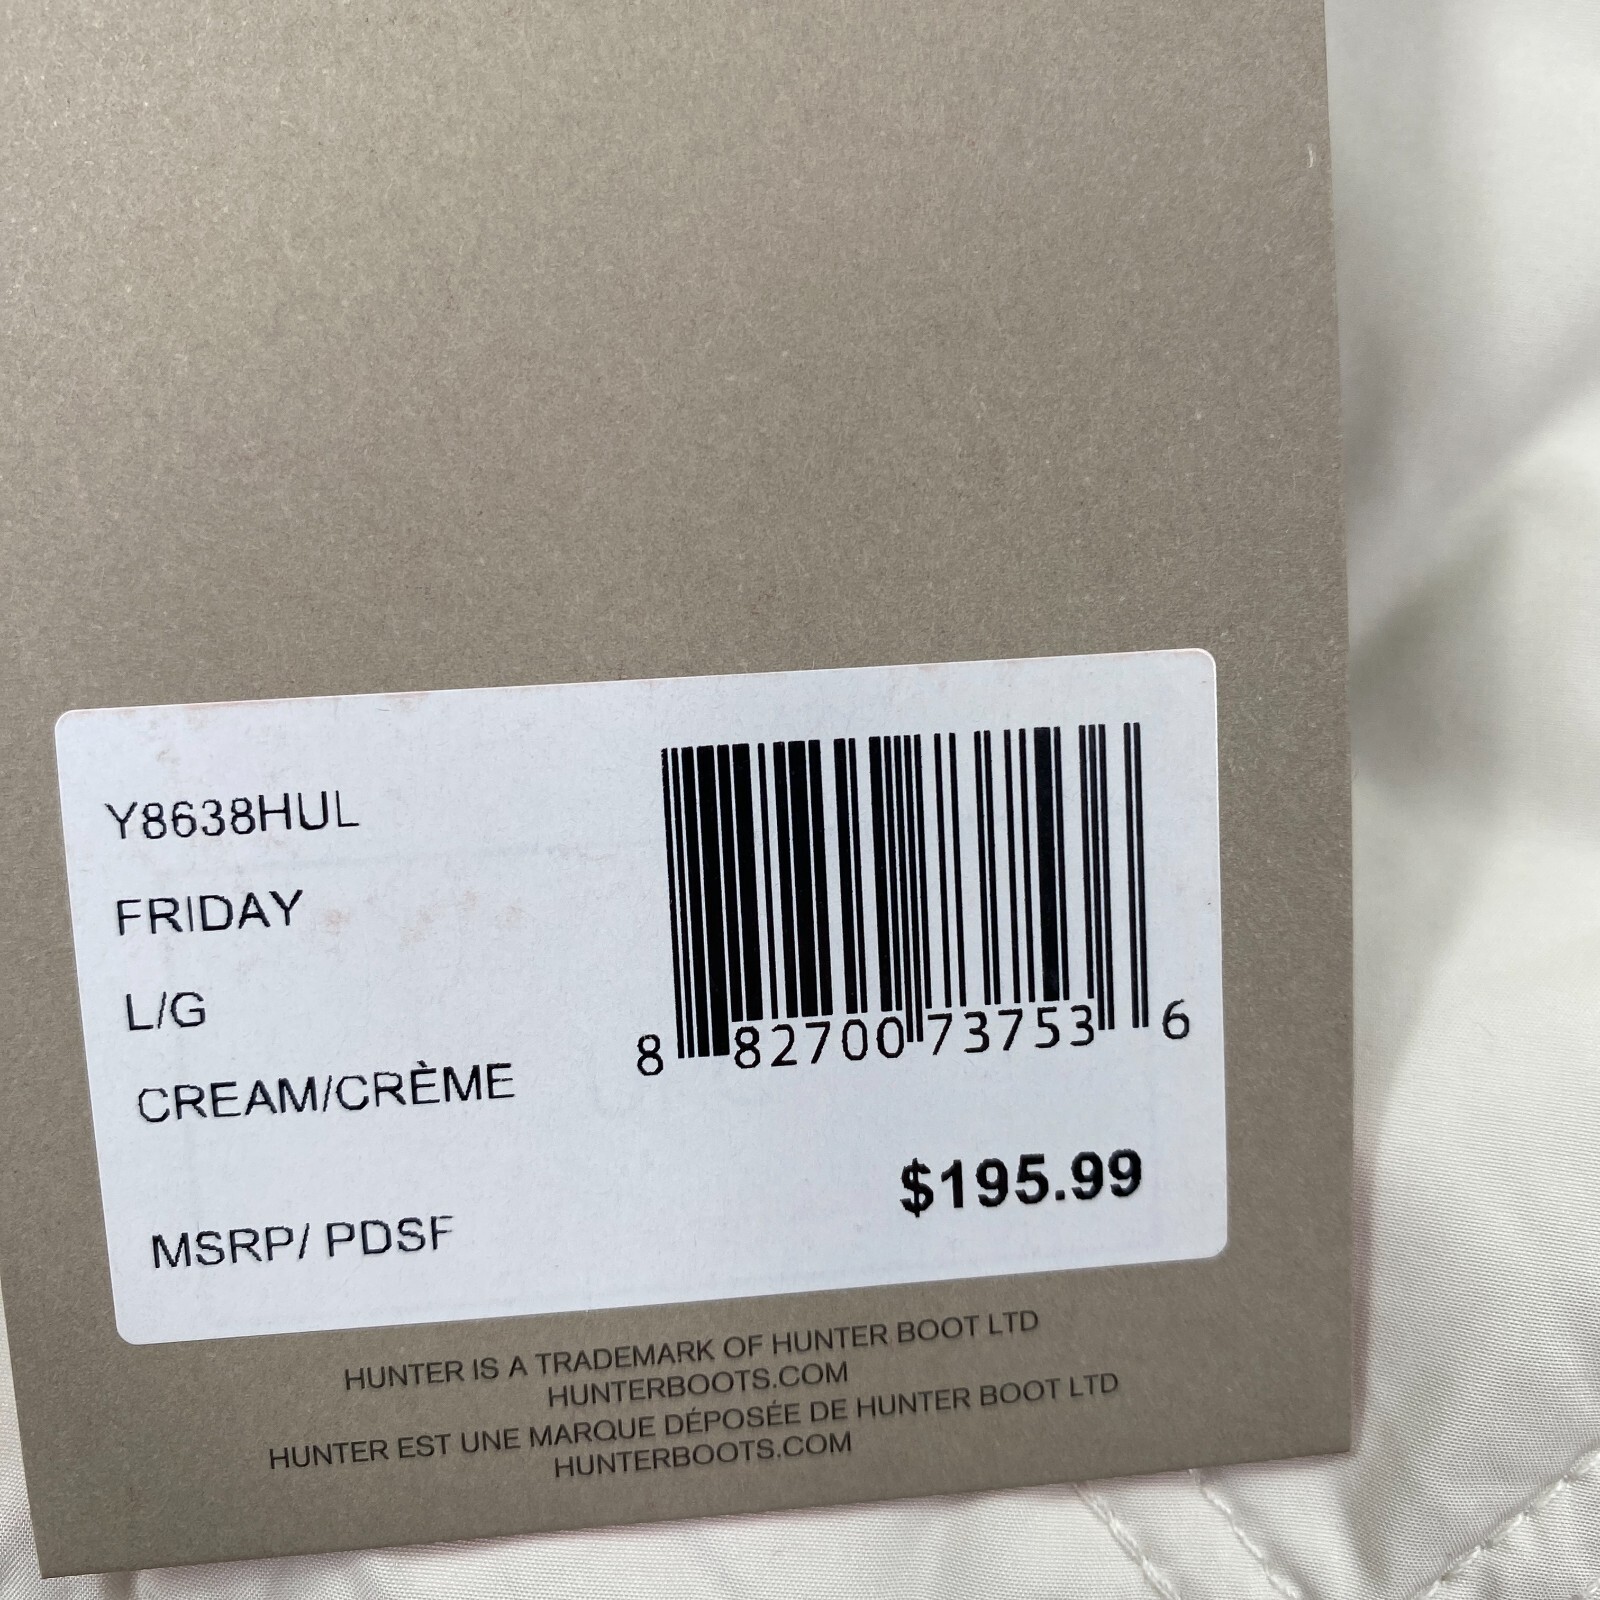 Y8638HUL
FRIDAY
L/G
CREAM/CRÈME
8 82700 73753 6
$195.99
MSRP/ PDSF
HUNTER IS A TRADEMARK OF HUNTER BOOT LTD
HUNTERBOOTS.COM
HUNTER EST UNE MARQUE DÉPOSÉE DE HUNTER BOOT LTD
HUNTERBOOTS.COM